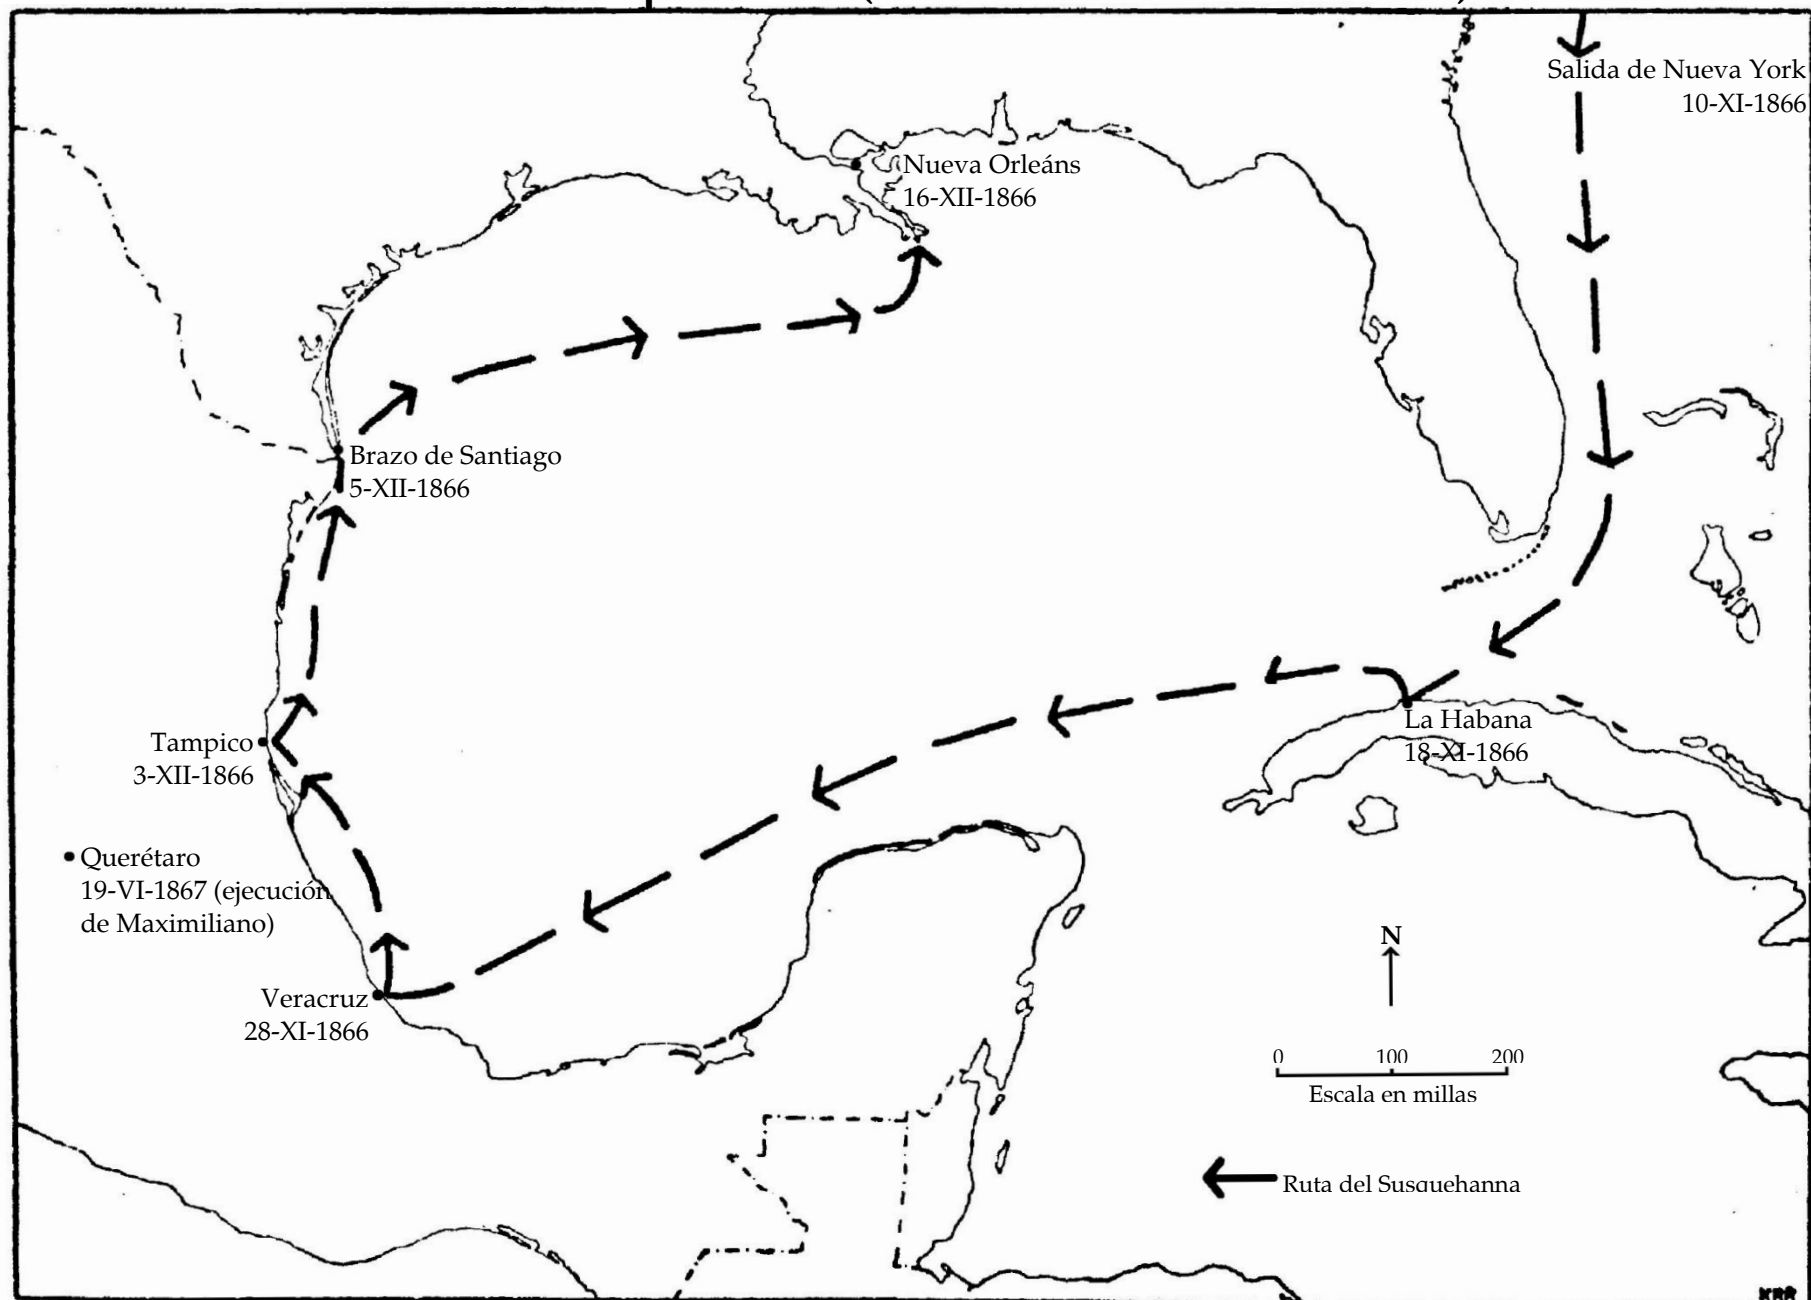 Salida de Nueva York
10-XI-1866
Nueva Orleáns
16-XII-1866
Brazo de Santiago
5-XII-1866
La Habana
18-XI-1866
Tampico
3-XII-1866
Querétaro
19-VI-1867 (ejecución
de Maximiliano)
N
Veracruz
28-XI-1866
0 100 200
Escala en millas
Ruta del Susquehanna
KRR